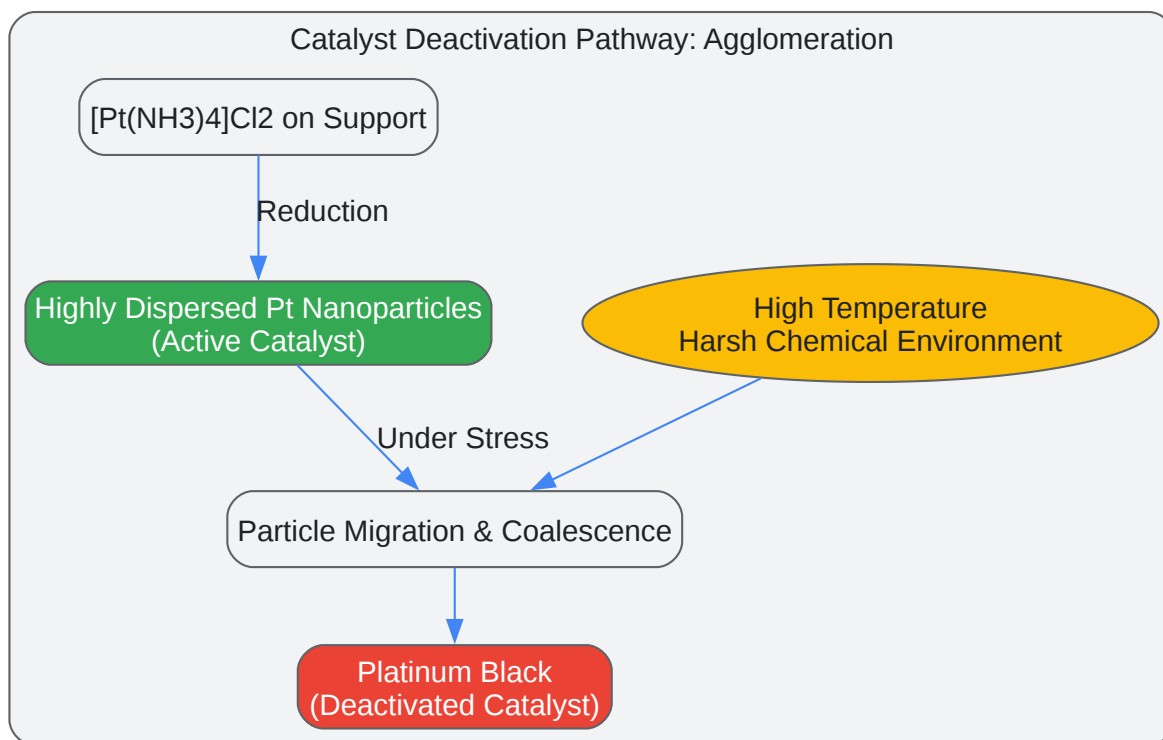 Catalyst Deactivation Pathway: Agglomeration
[Pt(NH3)4]Cl2 on Support
Reduction
Highly Dispersed Pt Nanoparticles
(Active Catalyst)
High Temperature
Harsh Chemical Environment
Under Stress
Particle Migration & Coalescence
Platinum Black
(Deactivated Catalyst)